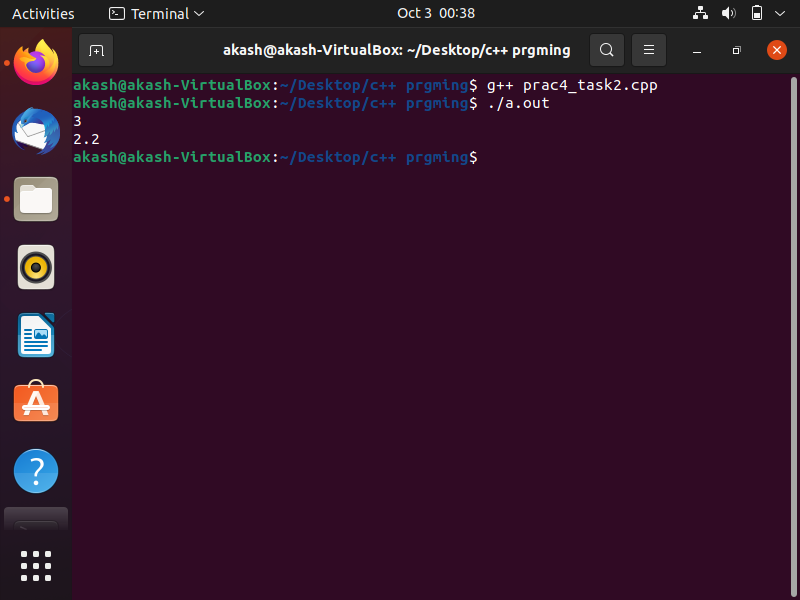 Activities Terminal Oct 3 00:38
akash@akash-VirtualBox: ~/Desktop/c++ prgming
akash@akash-VirtualBox:~/Desktop/c++ prgming$ g++ prac4_task2.cpp
akash@akash-VirtualBox:~/Desktop/c++ prgming$ ./a.out
3
2.2
akash@akash-VirtualBox:~/Desktop/c++ prgming$